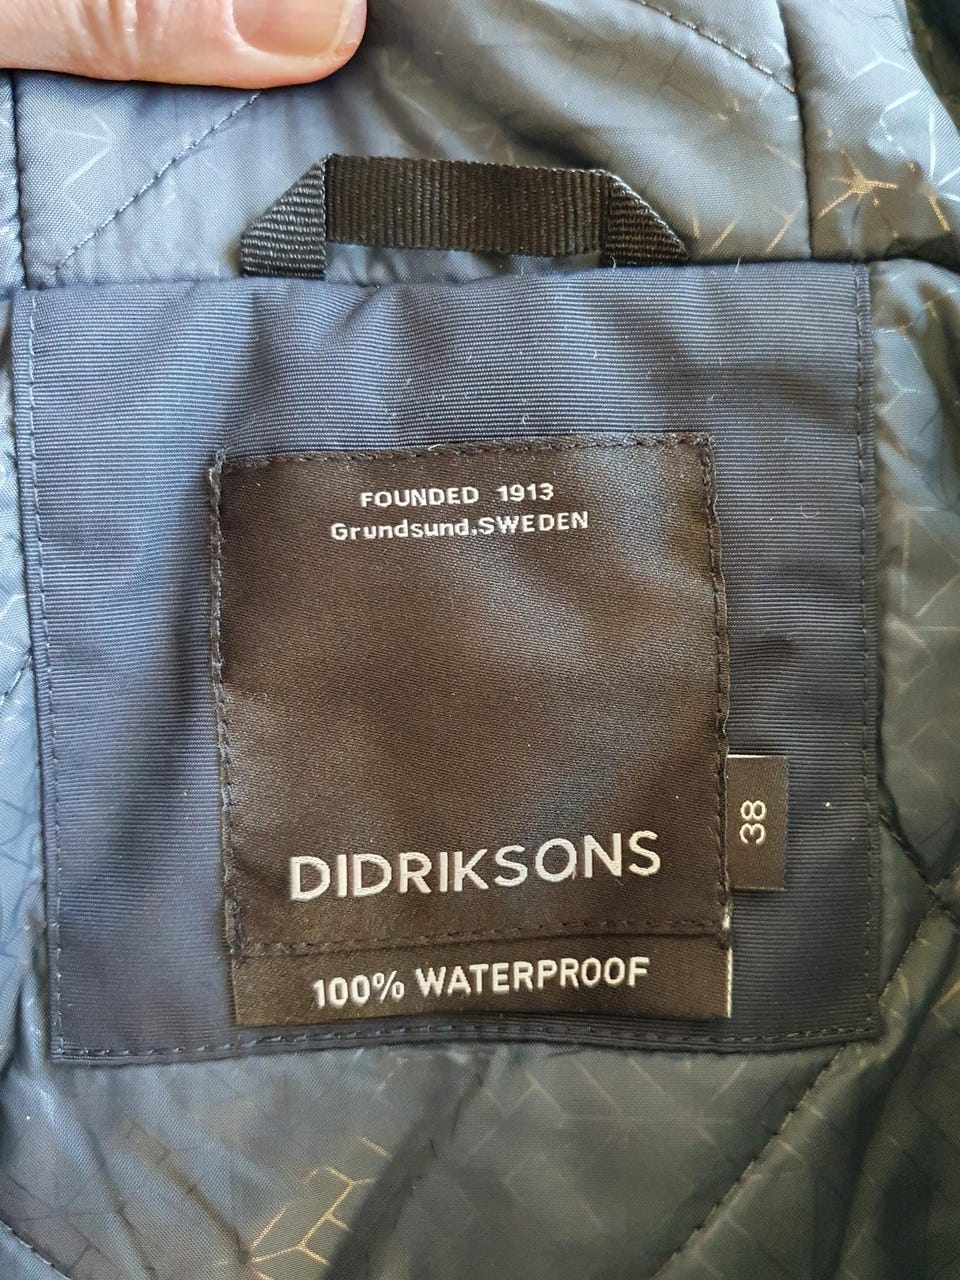 FOUNDED 1913
Grundsund.SWEDEN
DIDRIKSONS
38
100% WATERPROOF